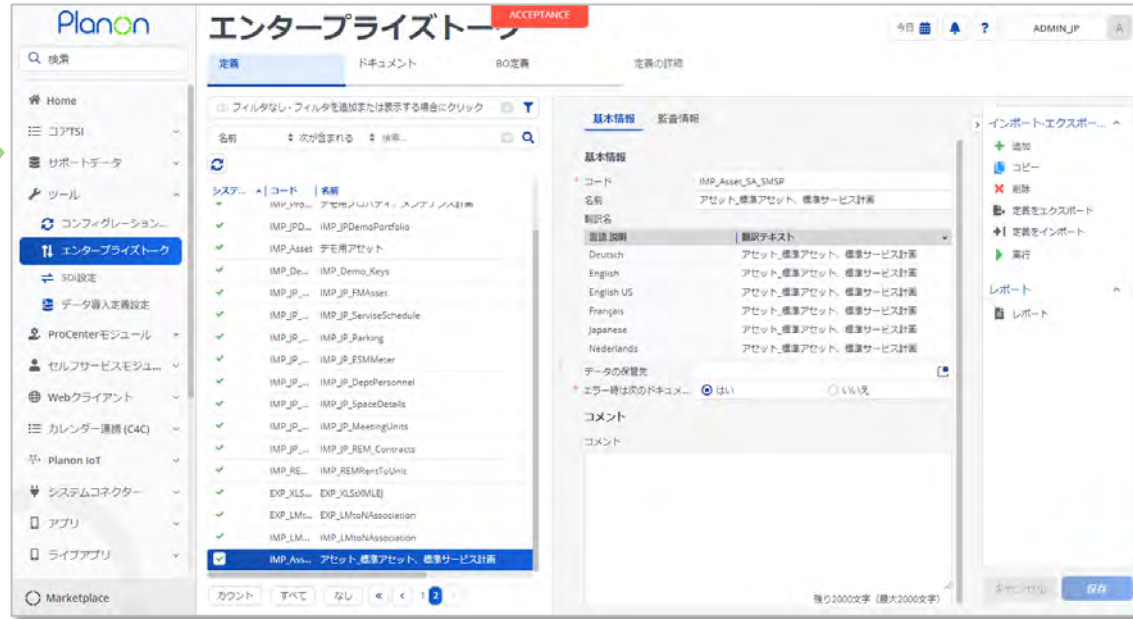 Planon
エンタープライズトーク
ACCEPTANCE
今日
?
ADMIN_JP
A
検索
Home
コアTSI
サポートデータ
ツール
コンフィグレーション...
エンタープライズトーク
SDI設定
データ導入定義設定
ProCenterモジュール
セルフサービスモジュ...
Webクライアント
カレンダー連携 (C4C)
Planon IoT
システムコネクター
アプリ
ライブアプリ
Marketplace
定義
ドキュメント
BO定義
定義の詳細
フィルタなし - フィルタを追加または表示する場合にクリック
名前
次が含まれる
検索...
システ...
コード
名前
IMP_Pro... デモ用プロパティ、メンテナンス計画
IMP_JPD... IMP_JPDemoPortfolio
IMP_Asset デモ用アセット
IMP_De... IMP_Demo_Keys
IMP_JP_... IMP_JP_FMAsset
IMP_JP_... IMP_JP_ServiseSchedule
IMP_JP_... IMP_JP_Parking
IMP_JP_... IMP_JP_ESMMeter
IMP_JP_... IMP_JP_DeptPersonnel
IMP_JP_... IMP_JP_SpaceDetails
IMP_JP_... IMP_JP_MeetingUnits
IMP_JP_... IMP_JP_REM_Contracts
IMP_RE... IMP_REMRentToUnit
EXP_XLS... EXP_XLStXMLEJ
EXP_LMt... EXP_LMtoNAssociation
IMP_LM... IMP_LMtoNAssociation
IMP_Ass... アセット_標準アセット、標準サービス計画
カウント
すべて
なし
« ‹ 1 2 ›
基本情報
監査情報
基本情報
* コード IMP_Asset_SA_SMSP
名前 アセット_標準アセット、標準サービス計画
翻訳名
言語.説明 翻訳テキスト
Deutsch アセット_標準アセット、標準サービス計画
English アセット_標準アセット、標準サービス計画
English US アセット_標準アセット、標準サービス計画
Français アセット_標準アセット、標準サービス計画
Japanese アセット_標準アセット、標準サービス計画
Nederlands アセット_標準アセット、標準サービス計画
データの保管先
* エラー時は次のドキュメ... はい いいえ
コメント
コメント
残り2000文字 (最大2000文字)
インポート-エクスポー...
追加
コピー
削除
定義をエクスポート
定義をインポート
実行
レポート
レポート
キャンセル
保存